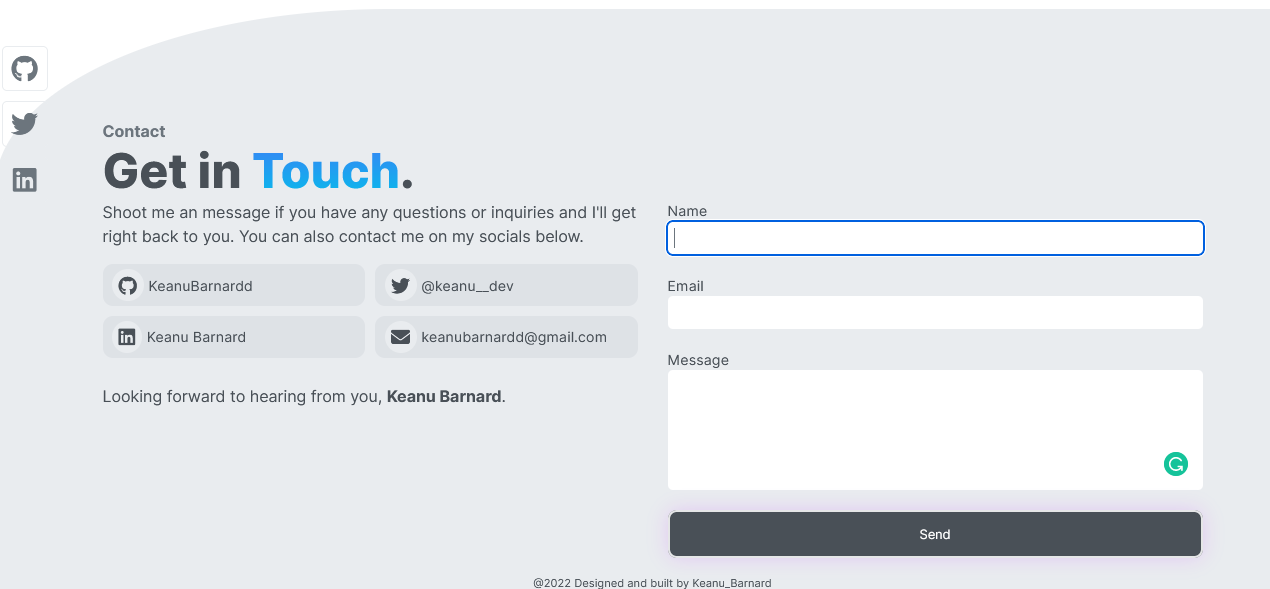 Contact
Get in Touch.
Shoot me an message if you have any questions or inquiries and I'll get
right back to you. You can also contact me on my socials below.
KeanuBarnardd
@keanu__dev
Keanu Barnard
keanubarnardd@gmail.com
Looking forward to hearing from you, Keanu Barnard.
Name
Email
Message
Send
@2022 Designed and built by Keanu_Barnard